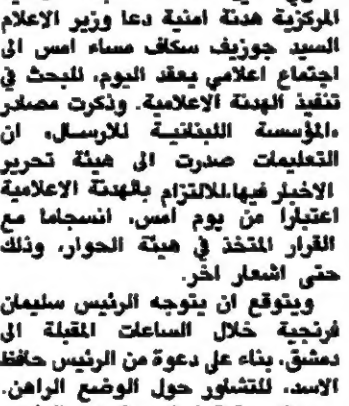 المركزية هدنة امنية دعا وزير الاعلام
السيد جوزيف سكاف مساء امس الى
اجتماع اعلامي يعقد اليوم، للبحث في
تنفيذ الهدنة الاعلامية. وذكرت مصادر
«المؤسسة اللبنانية للارسال» ان
التعليمات صدرت الى هيئة تحرير
الاخبار فيها للالتزام بالهدنة الاعلامية
اعتبارا من يوم امس، انسجاما مع
القرار المتخذ في هيئة الحوار، وذلك
حتى اشعار اخر.
ويتوقع ان يتوجه الرئيس سليمان
فرنجية خلال الساعات المقبلة الى
دمشق، بناء على دعوة من الرئيس حافظ
الاسد، للتشاور حول الوضع الراهن.